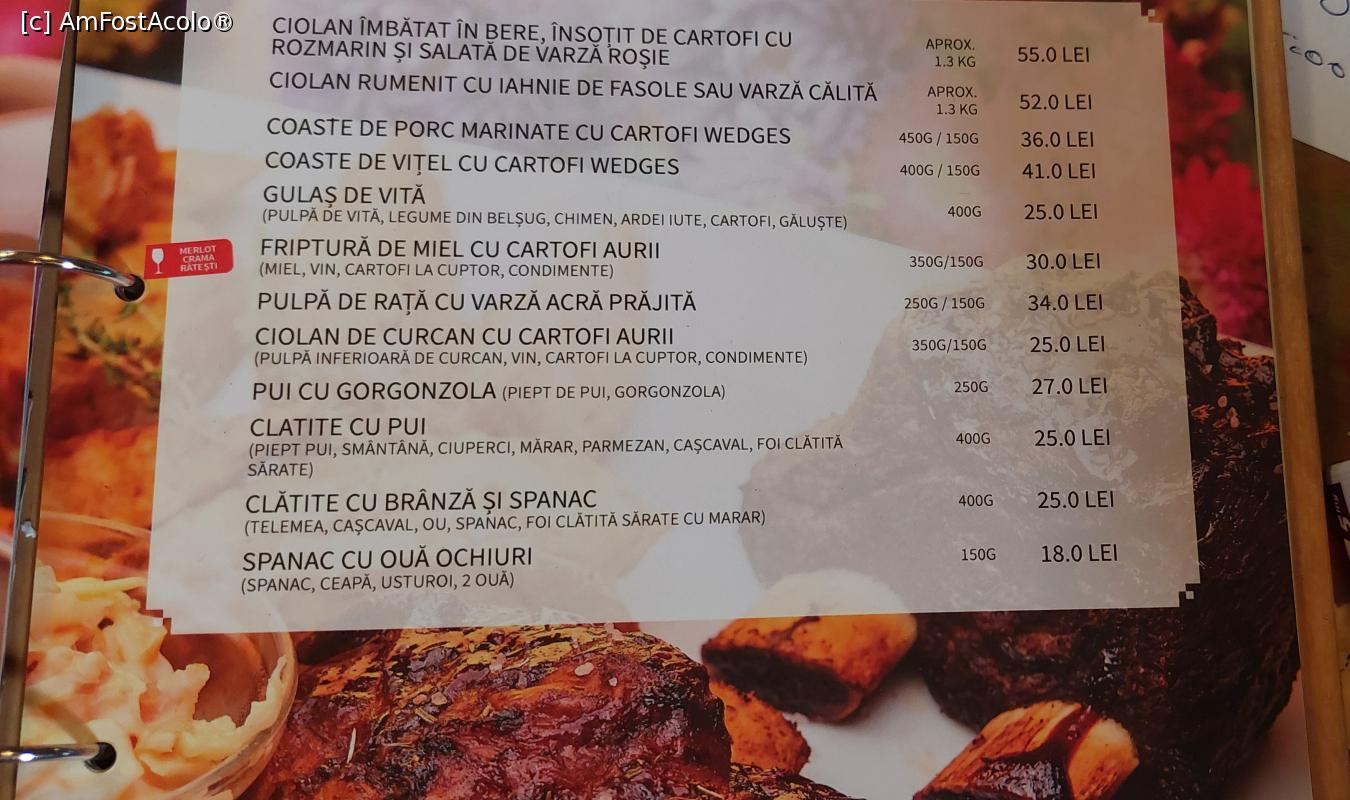 [c] AmFostAcolo®
CIOLAN ÎMBĂTAT ÎN BERE, ÎNSOȚIT DE CARTOFI CU
ROZMARIN ȘI SALATĂ DE VARZĂ ROȘIE
APROX.
1.3 KG
55.0 LEI
CIOLAN RUMENIT CU IAHNIE DE FASOLE SAU VARZĂ CĂLITĂ
APROX.
1.3 KG
52.0 LEI
COASTE DE PORC MARINATE CU CARTOFI WEDGES 450G / 150G 36.0 LEI
COASTE DE VIȚEL CU CARTOFI WEDGES 400G / 150G 41.0 LEI
GULAȘ DE VITĂ 400G 25.0 LEI
(PULPĂ DE VITĂ, LEGUME DIN BELȘUG, CHIMEN, ARDEI IUTE, CARTOFI, GĂLUȘTE)
MERLOT
CRAMA
RĂTEȘTI
FRIPTURĂ DE MIEL CU CARTOFI AURII 350G/150G 30.0 LEI
(MIEL, VIN, CARTOFI LA CUPTOR, CONDIMENTE)
PULPĂ DE RAȚĂ CU VARZĂ ACRĂ PRĂJITĂ 250G / 150G 34.0 LEI
CIOLAN DE CURCAN CU CARTOFI AURII 350G/150G 25.0 LEI
(PULPĂ INFERIOARĂ DE CURCAN, VIN, CARTOFI LA CUPTOR, CONDIMENTE)
PUI CU GORGONZOLA (PIEPT DE PUI, GORGONZOLA) 250G 27.0 LEI
CLATITE CU PUI 400G 25.0 LEI
(PIEPT PUI, SMÂNTÂNĂ, CIUPERCI, MĂRAR, PARMEZAN, CAȘCAVAL, FOI CLĂTITĂ
SĂRATE)
CLĂTITE CU BRÂNZĂ ȘI SPANAC 400G 25.0 LEI
(TELEMEA, CAȘCAVAL, OU, SPANAC, FOI CLĂTITĂ SĂRATE CU MARAR)
SPANAC CU OUĂ OCHIURI 150G 18.0 LEI
(SPANAC, CEAPĂ, USTUROI, 2 OUĂ)